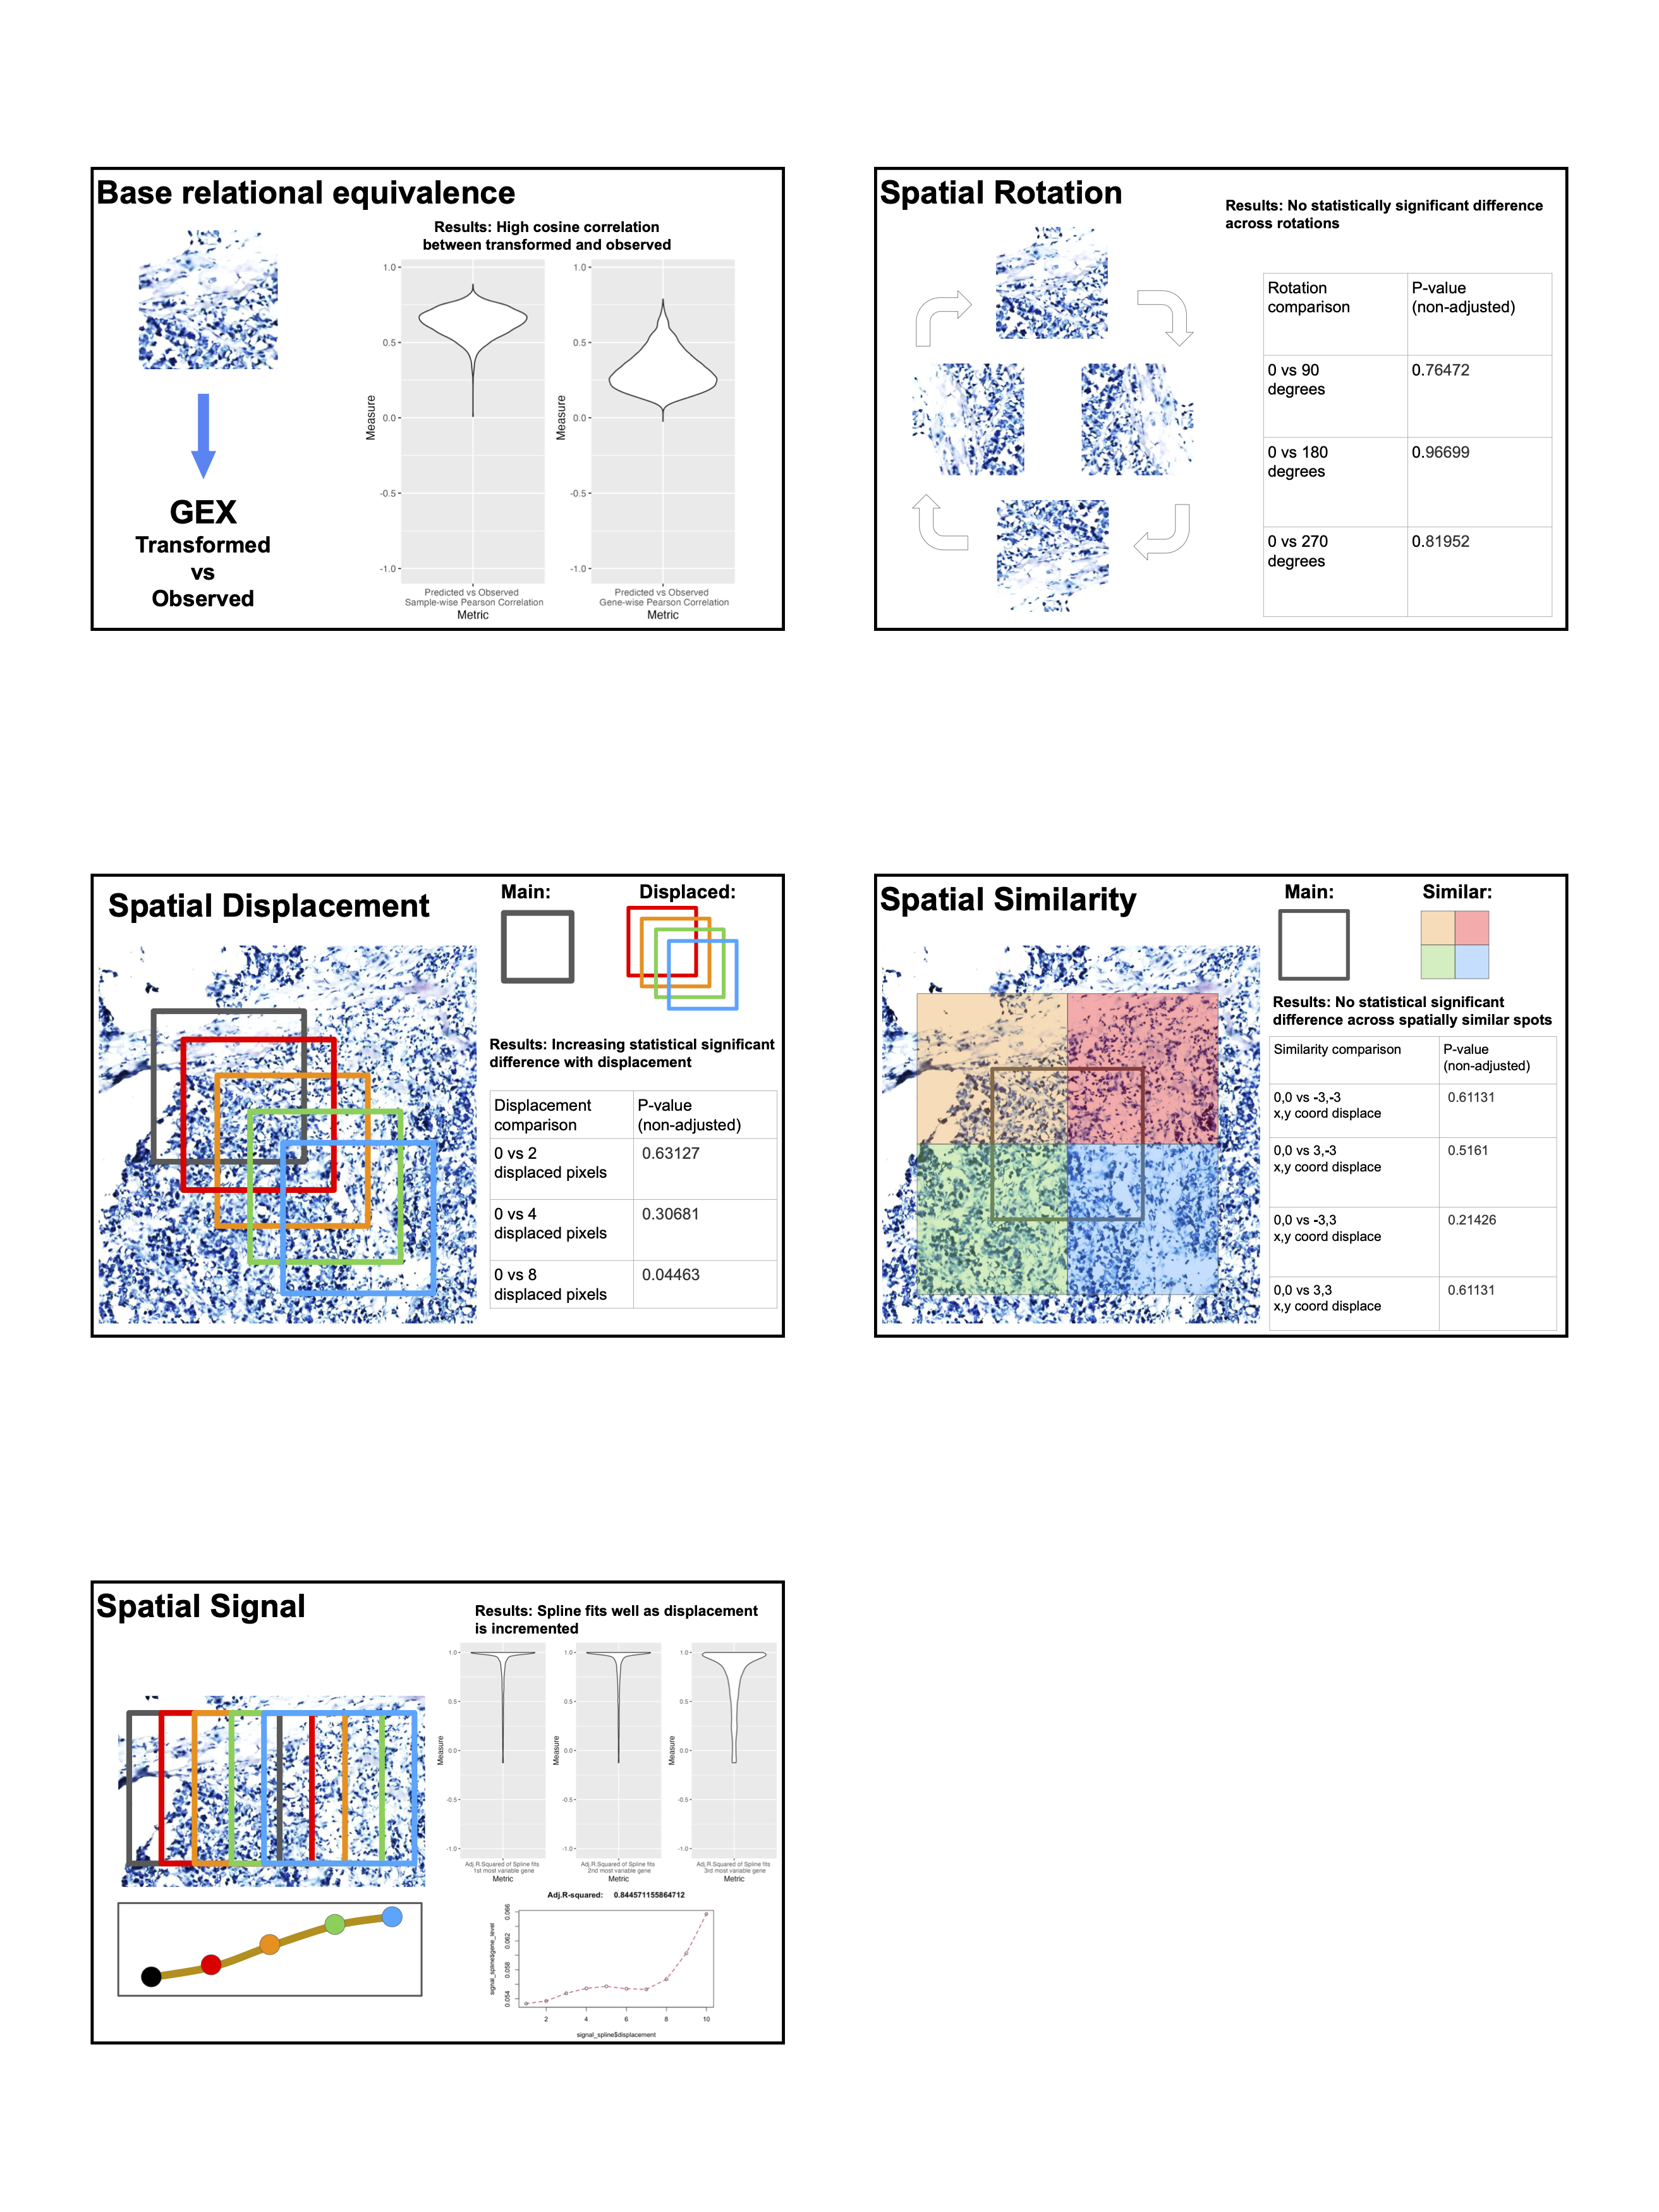 Base relational equivalence
Results: High cosine correlation
between transformed and observed
GEX
Transformed
vs
Observed
Measure
1.0
0.5
0.0
-0.5
-1.0
Predicted vs Observed
Sample-wise Pearson Correlation
Metric
Measure
1.0
0.5
0.0
-0.5
-1.0
Predicted vs Observed
Gene-wise Pearson Correlation
Metric
Spatial Rotation
Results: No statistically significant difference
across rotations
Rotation comparison
P-value (non-adjusted)
0 vs 90 degrees
0.76472
0 vs 180 degrees
0.96699
0 vs 270 degrees
0.81952
Spatial Displacement
Main:
Displaced:
Results: Increasing statistical significant
difference with displacement
Displacement comparison
P-value (non-adjusted)
0 vs 2 displaced pixels
0.63127
0 vs 4 displaced pixels
0.30681
0 vs 8 displaced pixels
0.04463
Spatial Similarity
Main:
Similar:
Results: No statistical significant
difference across spatially similar spots
Similarity comparison
P-value (non-adjusted)
0,0 vs -3,-3 x,y coord displace
0.61131
0,0 vs 3,-3 x,y coord displace
0.5161
0,0 vs -3,3 x,y coord displace
0.21426
0,0 vs 3,3 x,y coord displace
0.61131
Spatial Signal
Results: Spline fits well as displacement
is incremented
Measure
1.0
0.5
0.0
-0.5
-1.0
Adj.R.Squared of Spline fits
1st most variable gene
Metric
Measure
1.0
0.5
0.0
-0.5
-1.0
Adj.R.Squared of Spline fits
2nd most variable gene
Metric
Measure
1.0
0.5
0.0
-0.5
-1.0
Adj.R.Squared of Spline fits
3rd most variable gene
Metric
Adj.R-squared: 0.844571155864712
signal_spline$gene_level
0.066
0.062
0.058
0.054
2 4 6 8 10
signal_spline$displacement